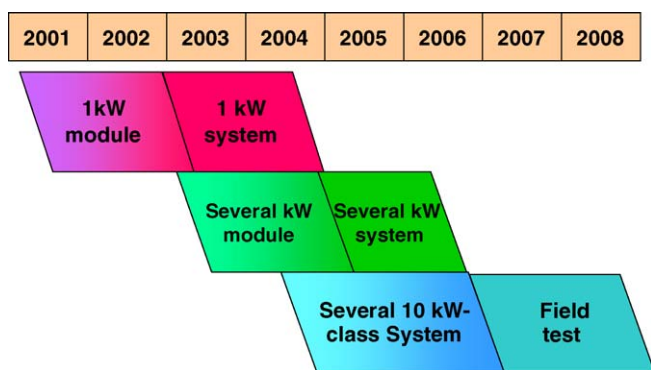 2001 2002 2003 2004 2005 2006 2007 2008
1kW
module
1 kW
system
Several kW
module
Several kW
system
Several 10 kW-
class System
Field
test